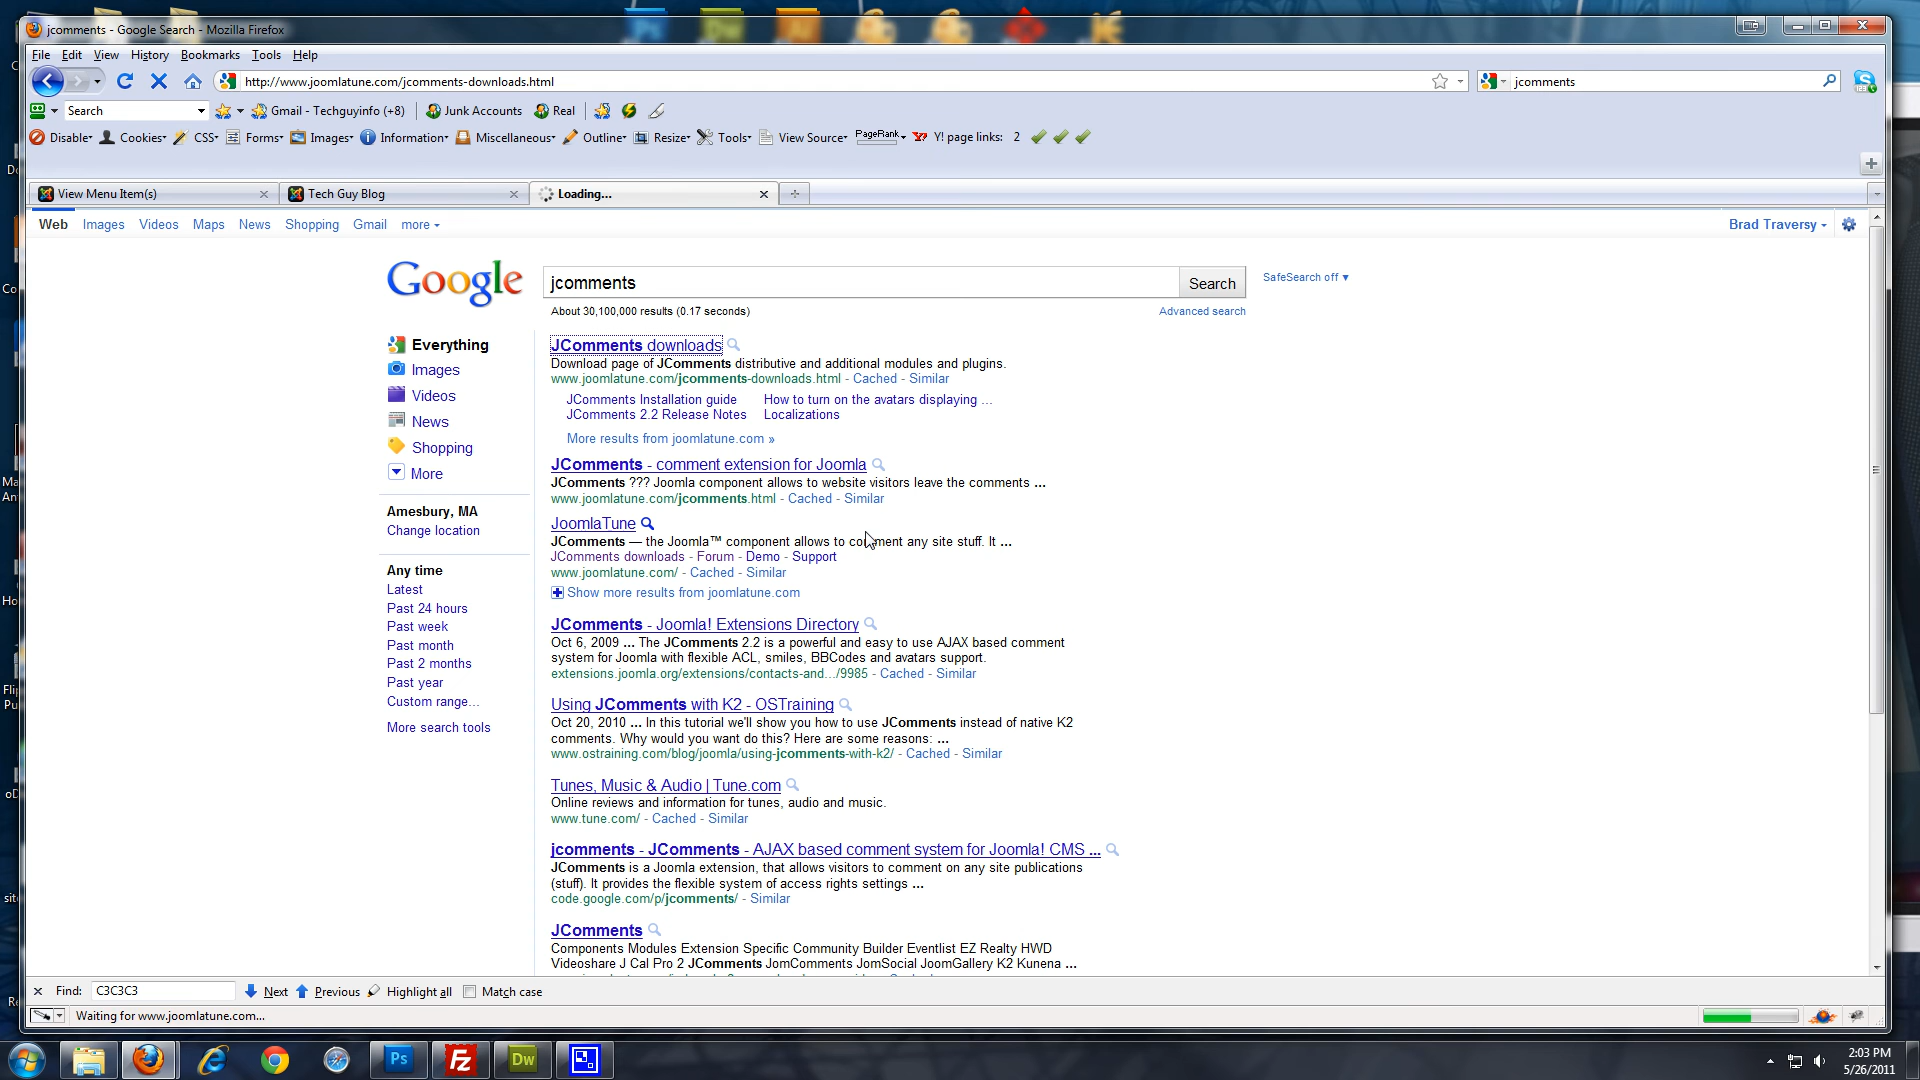 jcomments - Google Search - Mozilla Firefox
File Edit View History Bookmarks Tools Help
http://www.joomlatune.com/jcomments-downloads.html
jcomments
Search Gmail - Techguyinfo (+8) Junk Accounts Real
Disable Cookies CSS Forms Images Information Miscellaneous Outline Resize Tools View Source PageRank Y! page links: 2
View Menu Item(s) Tech Guy Blog Loading...
Web Images Videos Maps News Shopping Gmail more
Brad Traversy
Google
jcomments
Search
SafeSearch off ▼
About 30,100,000 results (0.17 seconds)
Advanced search
Everything
Images
Videos
News
Shopping
More
Amesbury, MA
Change location
Any time
Latest
Past 24 hours
Past week
Past month
Past 2 months
Past year
Custom range...
More search tools
JComments downloads
Download page of JComments distributive and additional modules and plugins.
www.joomlatune.com/jcomments-downloads.html - Cached - Similar
JComments Installation guide How to turn on the avatars displaying ...
JComments 2.2 Release Notes Localizations
More results from joomlatune.com »
JComments - comment extension for Joomla
JComments ??? Joomla component allows to website visitors leave the comments ...
www.joomlatune.com/jcomments.html - Cached - Similar
JoomlaTune
JComments — the Joomla™ component allows to comment any site stuff. It ...
JComments downloads - Forum - Demo - Support
www.joomlatune.com/ - Cached - Similar
Show more results from joomlatune.com
JComments - Joomla! Extensions Directory
Oct 6, 2009 ... The JComments 2.2 is a powerful and easy to use AJAX based comment
system for Joomla with flexible ACL, smiles, BBCodes and avatars support.
extensions.joomla.org/extensions/contacts-and.../9985 - Cached - Similar
Using JComments with K2 - OSTraining
Oct 20, 2010 ... In this tutorial we'll show you how to use JComments instead of native K2
comments. Why would you want do this? Here are some reasons: ...
www.ostraining.com/blog/joomla/using-jcomments-with-k2/ - Cached - Similar
Tunes, Music & Audio | Tune.com
Online reviews and information for tunes, audio and music.
www.tune.com/ - Cached - Similar
jcomments - JComments - AJAX based comment system for Joomla! CMS ...
JComments is a Joomla extension, that allows visitors to comment on any site publications
(stuff). It provides the flexible system of access rights settings ...
code.google.com/p/jcomments/ - Similar
JComments
Components Modules Extension Specific Community Builder Eventlist EZ Realty HWD
Videoshare J Cal Pro 2 JComments JomComments JomSocial JoomGallery K2 Kunena ...
Find: C3C3C3 Next Previous Highlight all Match case
Waiting for www.joomlatune.com...
Ps Fz Dw
2:03 PM
5/26/2011